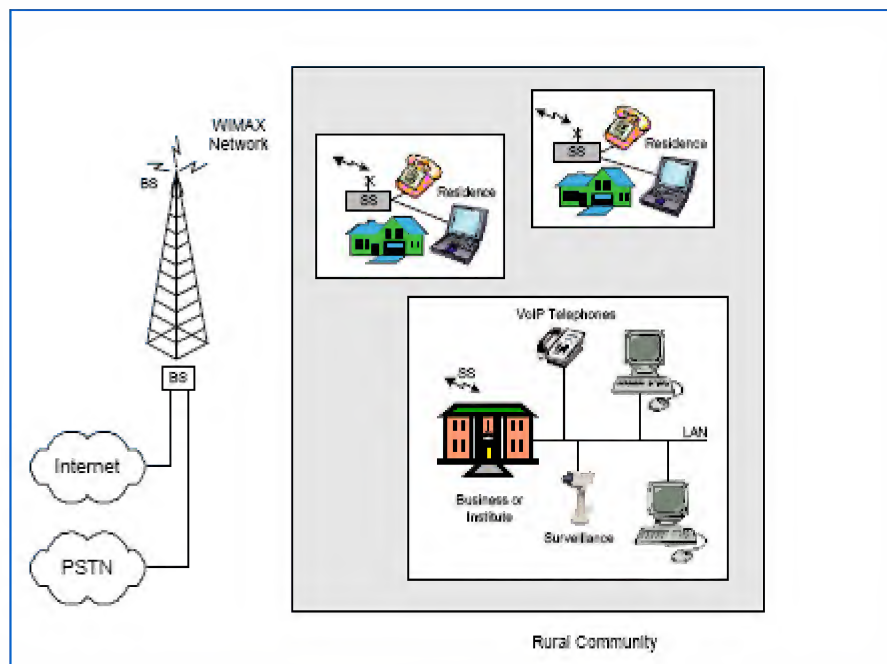 WIMAX
Network
BS
BS
Internet
PSTN
SS
Residence
SS
Residence
VoIP Telephones
SS
LAN
Business or
Institute
Surveillance
Rural Community